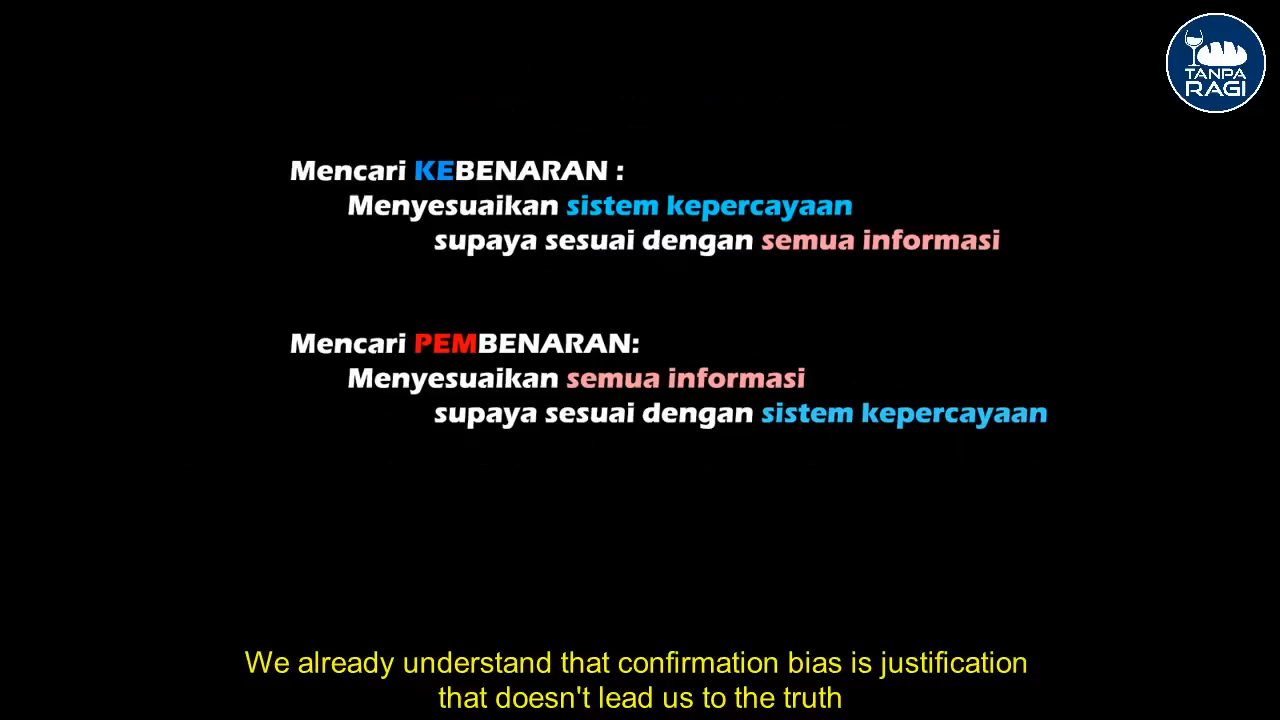 TANPA
RAGI
Mencari KEBENARAN :
Menyesuaikan sistem kepercayaan
supaya sesuai dengan semua informasi
Mencari PEMBENARAN:
Menyesuaikan semua informasi
supaya sesuai dengan sistem kepercayaan
We already understand that confirmation bias is justification
that doesn't lead us to the truth